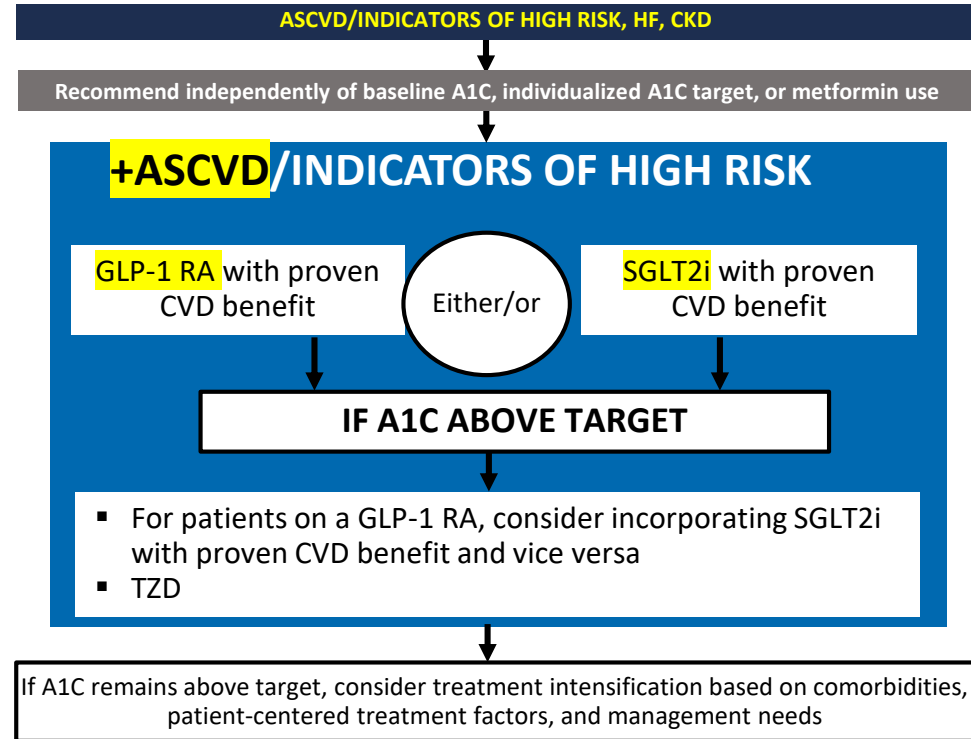 ASCVD/INDICATORS OF HIGH RISK, HF, CKD
Recommend independently of baseline A1C, individualized A1C target, or metformin use
+ASCVD/INDICATORS OF HIGH RISK
GLP-1 RA with proven
CVD benefit
Either/or
SGLT2i with proven
CVD benefit
IF A1C ABOVE TARGET
▪ For patients on a GLP-1 RA, consider incorporating SGLT2i
with proven CVD benefit and vice versa
▪ TZD
If A1C remains above target, consider treatment intensification based on comorbidities,
patient-centered treatment factors, and management needs